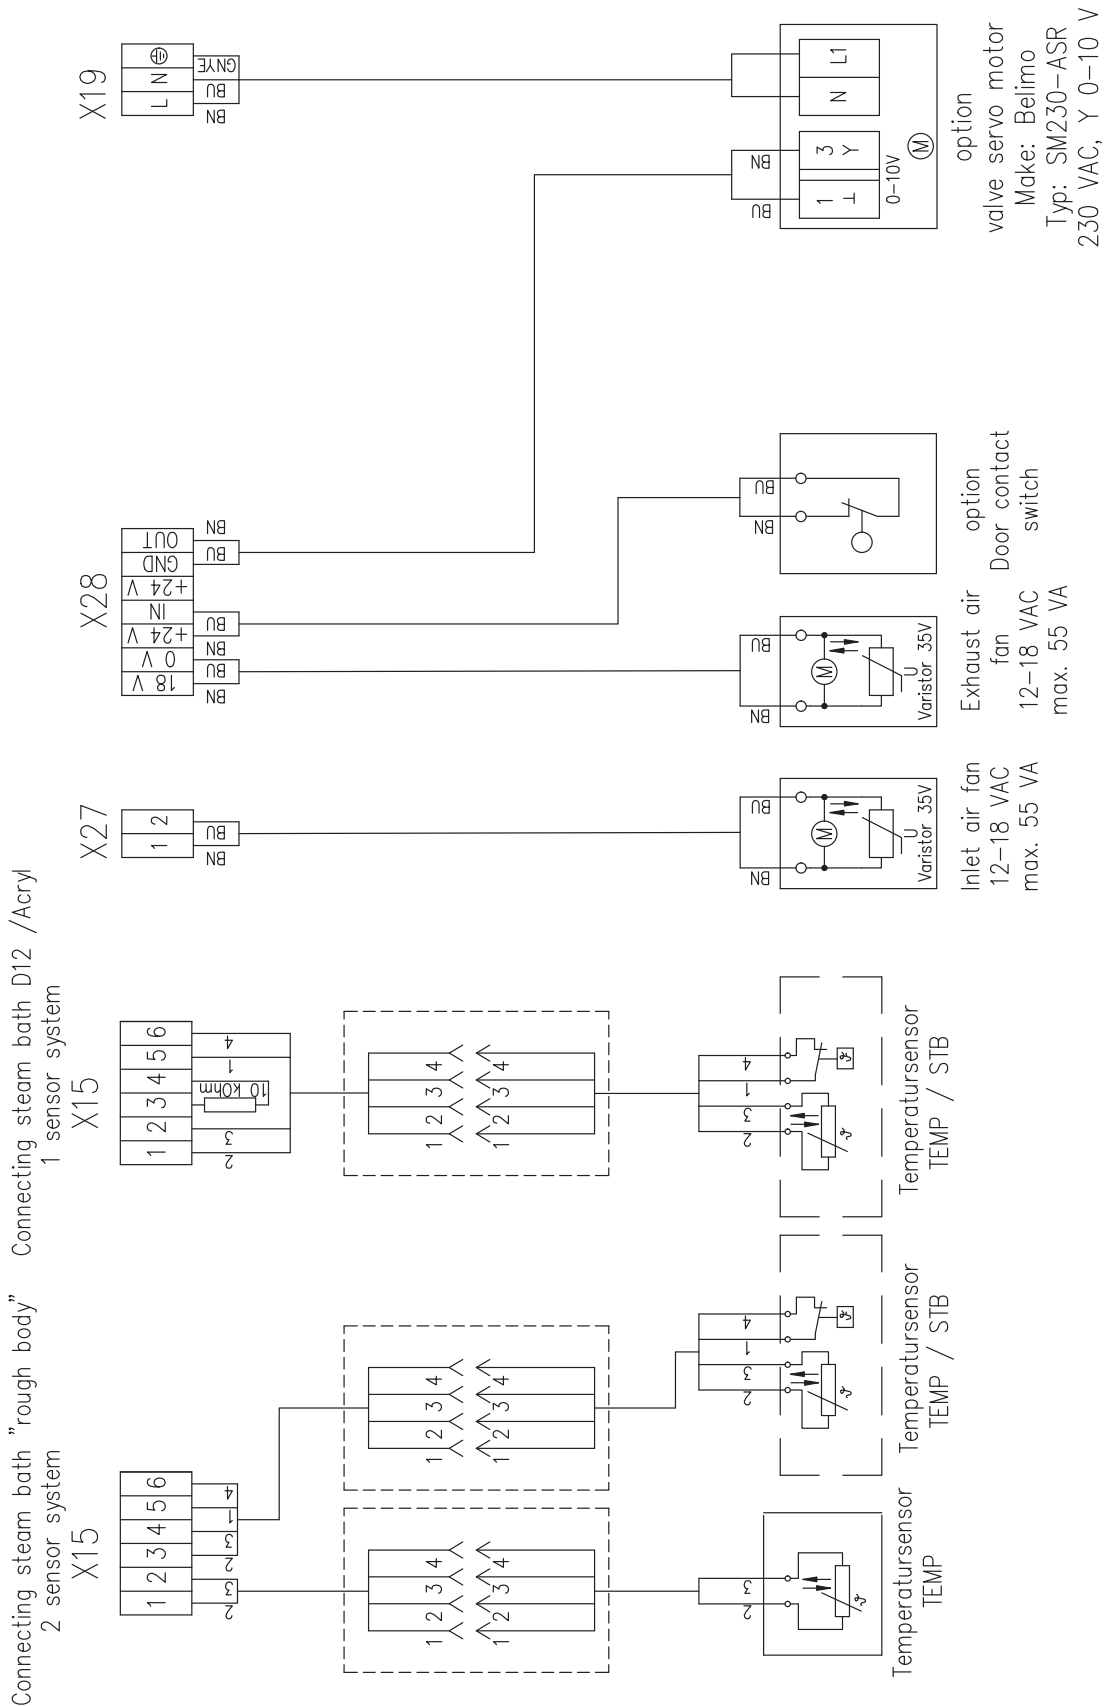 Connecting steam bath "rough body"
2 sensor system
X15
1 2 3 4 5 6
2 3 2 3 1 4
1 2 3 4
1 2 3 4
1 2 3 4
1 2 3 4
2 3
ϑ
Temperatursensor
TEMP
2 3 1 4
ϑ
ϑ
Temperatursensor
TEMP / STB
Connecting steam bath D12 /Acryl
1 sensor system
X15
1 2 3 4 5 6
2 3 10 kOhm 1 4
1 2 3 4
1 2 3 4
2 3 1 4
ϑ
ϑ
Temperatursensor
TEMP / STB
X27
1 2
BN BU
BN BU
M
U
Varistor 35V
Inlet air fan
12-18 VAC
max. 55 VA
X28
18 V 0 V +24 V IN +24 V GND OUT
BN BU BN BU BU BN
BN BU
M
U
Varistor 35V
Exhaust air
fan
12-18 VAC
max. 55 VA
BN BU
option
Door contact
switch
X19
L N
BN BU GNYE
BU BN
1 3 N L1
⊥ Y
0-10V
M
option
valve servo motor
Make: Belimo
Typ: SM230-ASR
230 VAC, Y 0-10 V